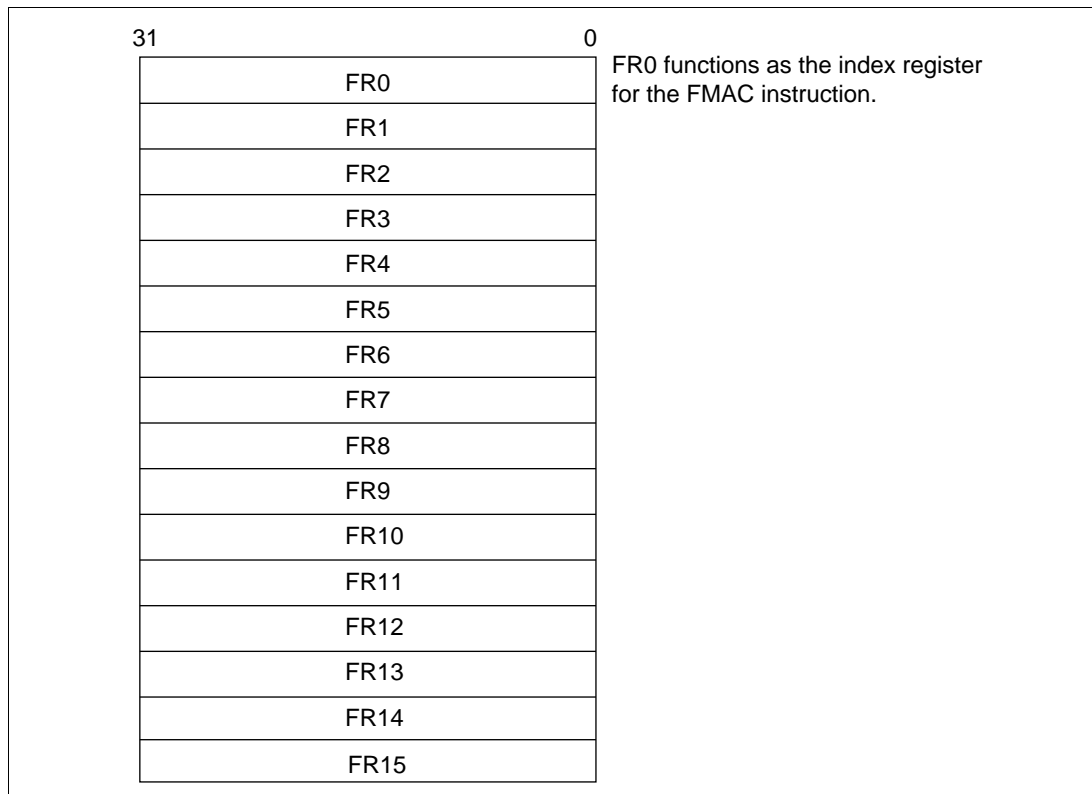 31 0
FR0 FR0 functions as the index register
for the FMAC instruction.
FR1
FR2
FR3
FR4
FR5
FR6
FR7
FR8
FR9
FR10
FR11
FR12
FR13
FR14
FR15